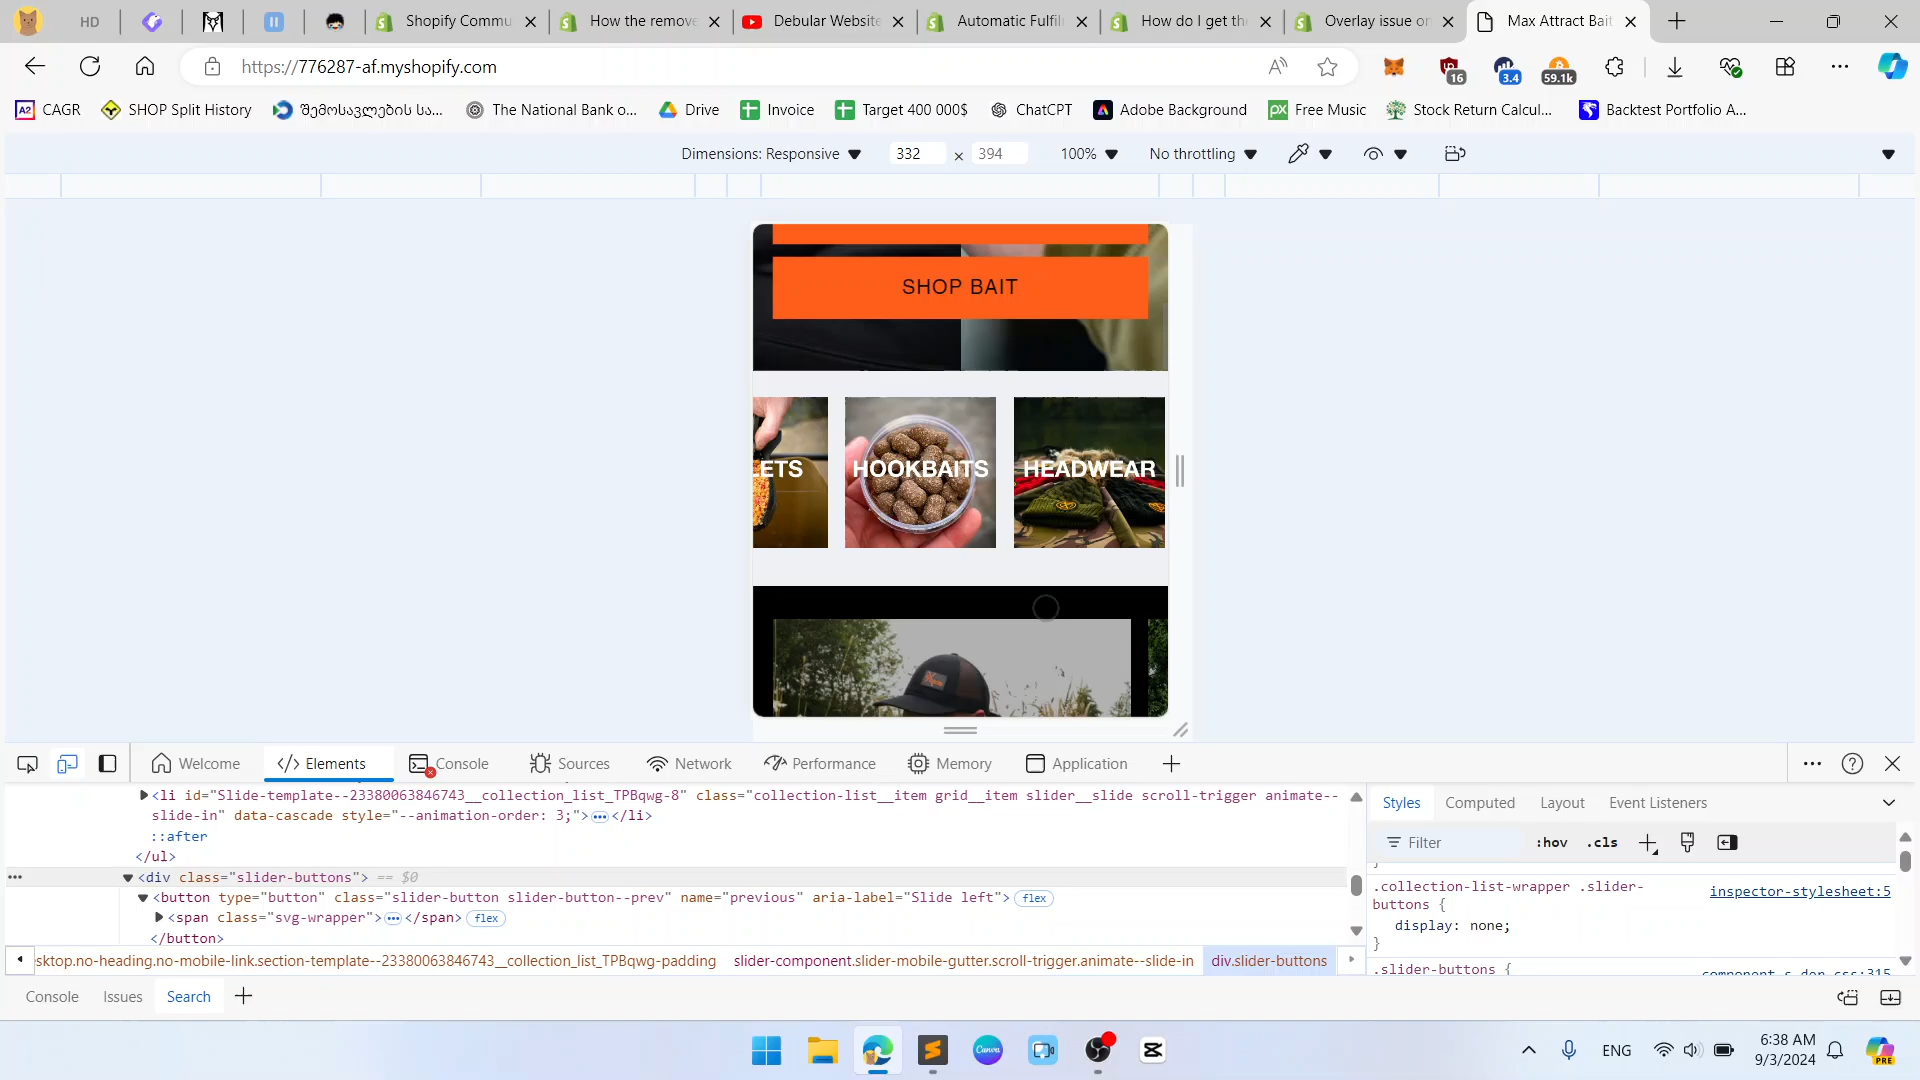 HD
Shopify Commu
How the remove
Debular Website
Automatic Fulfil
How do I get the
Overlay issue on
Max Attract Bait
https://776287-af.myshopify.com
16
3.4
59.1k
CAGR
SHOP Split History
შემოსავლების სა...
The National Bank o...
Drive
Invoice
Target 400 000$
ChatGPT
Adobe Background
Free Music
Stock Return Calcul...
Backtest Portfolio A...
Dimensions: Responsive
332 × 394
100%
No throttling
SHOP BAIT
LETS
HOOKBAITS
HEADWEAR
Welcome
</> Elements
Console
Sources
Network
Performance
Memory
Application
<li id="Slide-template--23380063846743__collection_list_TPBqwg-8" class="collection-list__item grid__item slider__slide scroll-trigger animate--
slide-in" data-cascade style="--animation-order: 3;"> ••• </li>
::after
</ul>
••• <div class="slider-buttons"> == $0
<button type="button" class="slider-button slider-button--prev" name="previous" aria-label="Slide left"> flex
<span class="svg-wrapper"> ••• </span> flex
</button>
sktop.no-heading.no-mobile-link.section-template--23380063846743__collection_list_TPBqwg-padding
slider-component.slider-mobile-gutter.scroll-trigger.animate--slide-in
div.slider-buttons
Styles
Computed
Layout
Event Listeners
Filter
:hov
.cls
}
.collection-list-wrapper .slider-
buttons {
inspector-stylesheet:5
display: none;
}
.slider-buttons {
Console
Issues
Search
ENG
6:38 AM
9/3/2024
PRE